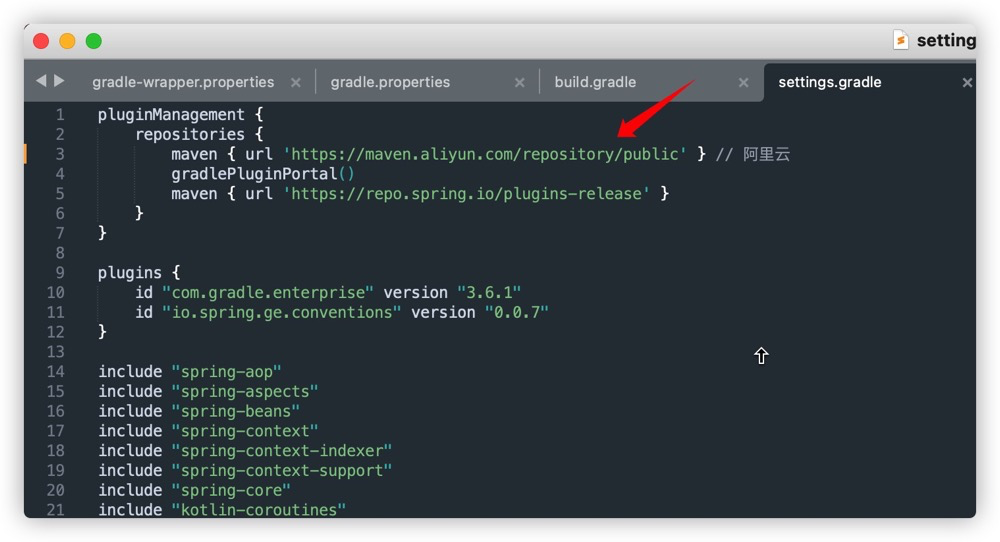 setting
gradle-wrapper.properties × gradle.properties × build.gradle × settings.gradle ×
1 pluginManagement {
2 repositories {
3 maven { url 'https://maven.aliyun.com/repository/public' } // 阿里云
4 gradlePluginPortal()
5 maven { url 'https://repo.spring.io/plugins-release' }
6 }
7 }
8
9 plugins {
10 id "com.gradle.enterprise" version "3.6.1"
11 id "io.spring.ge.conventions" version "0.0.7"
12 }
13
14 include "spring-aop"
15 include "spring-aspects"
16 include "spring-beans"
17 include "spring-context"
18 include "spring-context-indexer"
19 include "spring-context-support"
20 include "spring-core"
21 include "kotlin-coroutines"